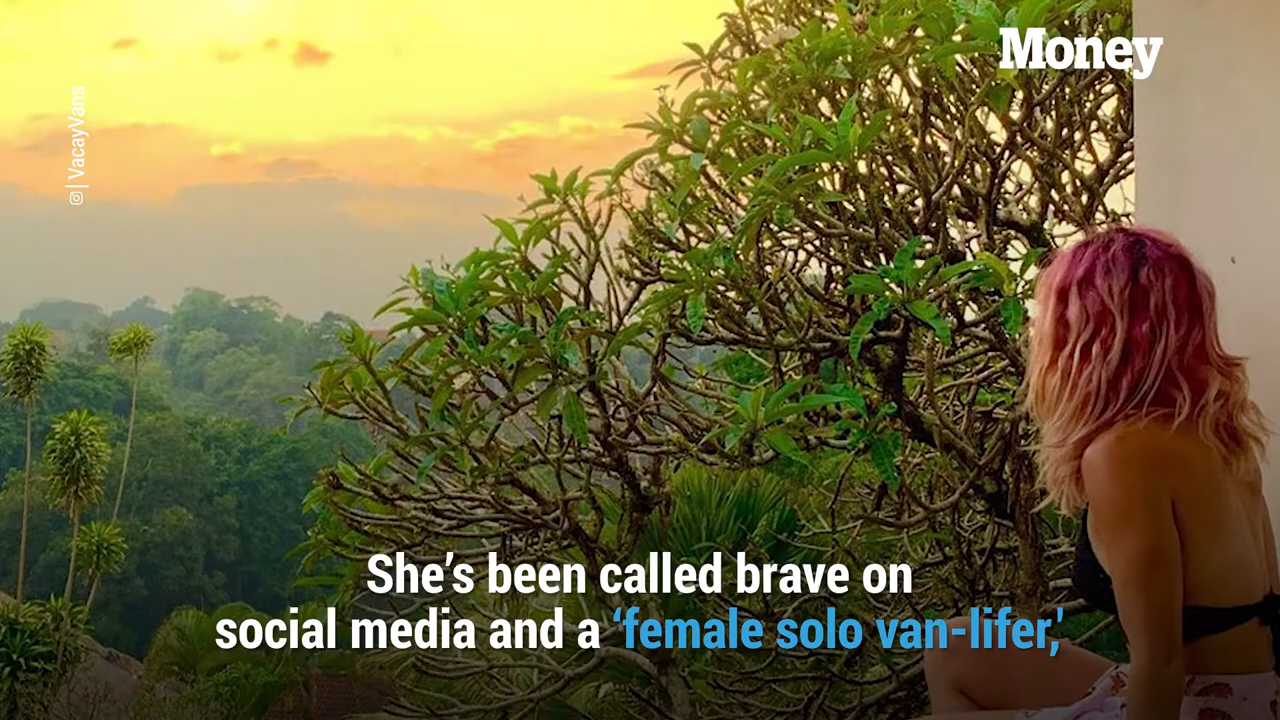 Money
| VacayVans
She’s been called brave on
social media and a ‘female solo van-lifer,’